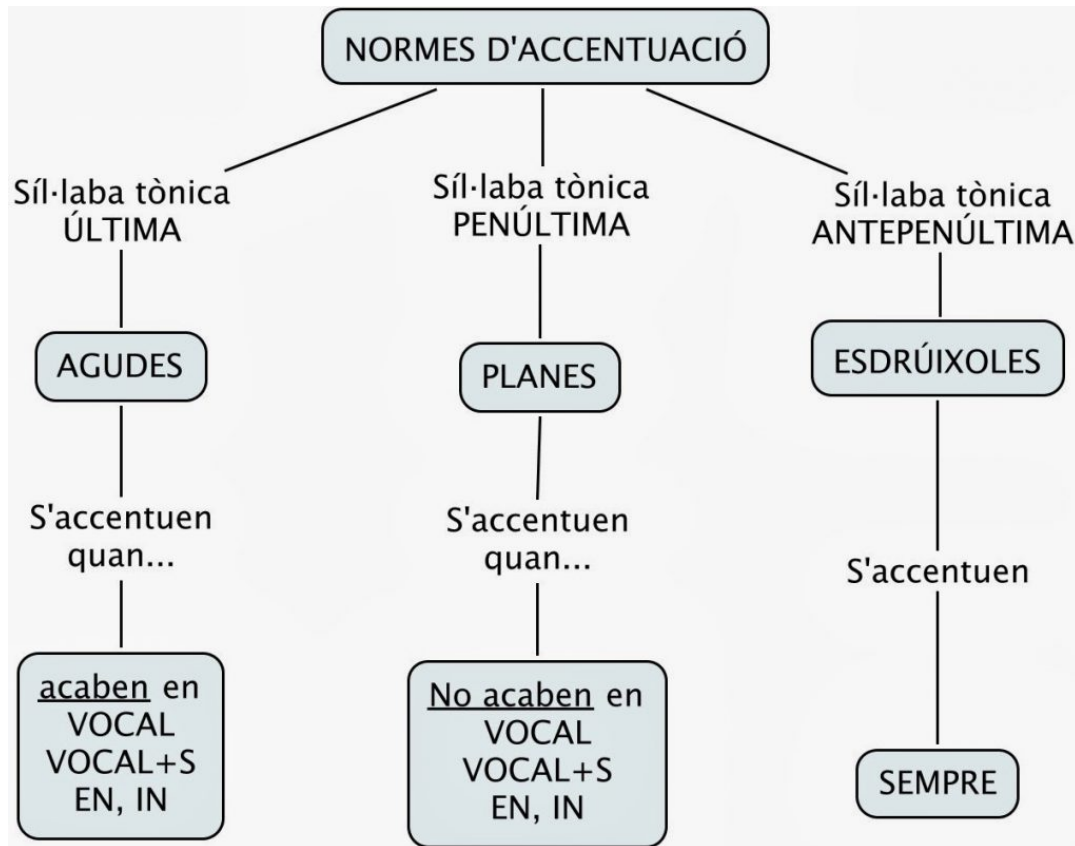 NORMES D'ACCENTUACIÓ
Síl·laba tònica
ÚLTIMA
AGUDES
S'accentuen
quan...
acaben en
VOCAL
VOCAL+S
EN, IN
Síl·laba tònica
PENÚLTIMA
PLANES
S'accentuen
quan...
No acaben en
VOCAL
VOCAL+S
EN, IN
Síl·laba tònica
ANTEPENÚLTIMA
ESDRÚIXOLES
S'accentuen
SEMPRE